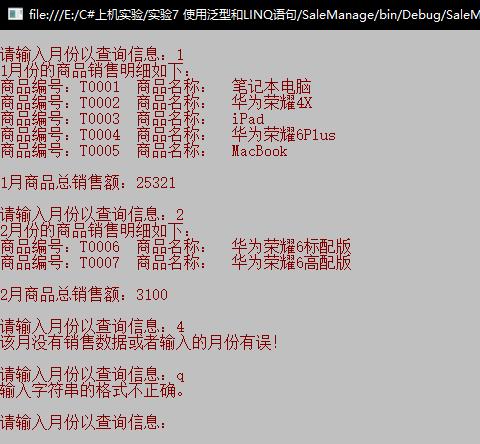 file:///E:/C#上机实验/实验7 使用泛型和LINQ语句/SaleManage/bin/Debug/SaleM
请输入月份以查询信息：1
1月份的商品销售明细如下：
商品编号：T0001 商品名称： 笔记本电脑
商品编号：T0002 商品名称： 华为荣耀4X
商品编号：T0003 商品名称： iPad
商品编号：T0004 商品名称： 华为荣耀6Plus
商品编号：T0005 商品名称： MacBook
1月商品总销售额：25321
请输入月份以查询信息：2
2月份的商品销售明细如下：
商品编号：T0006 商品名称： 华为荣耀6标配版
商品编号：T0007 商品名称： 华为荣耀6高配版
2月商品总销售额：3100
请输入月份以查询信息：4
该月没有销售数据或者输入的月份有误！
请输入月份以查询信息：q
输入字符串的格式不正确。
请输入月份以查询信息：